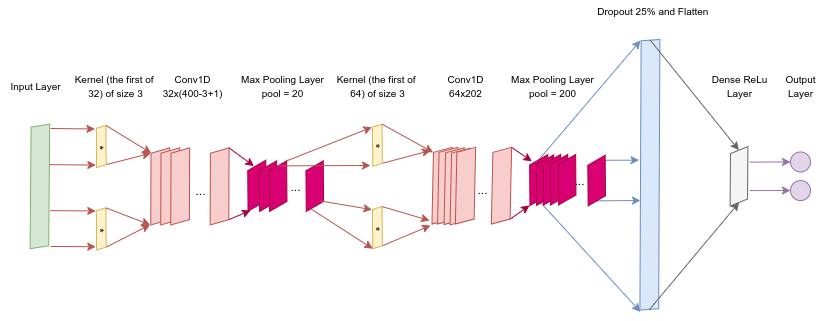 Dropout 25% and Flatten
Input Layer
Kernel (the first of
32) of size 3
Conv1D
32x(400-3+1)
Max Pooling Layer
pool = 20
Kernel (the first of
64) of size 3
Conv1D
64x202
Max Pooling Layer
pool = 200
Dense ReLu
Layer
Output
Layer
*
*
...
...
*
*
...
...